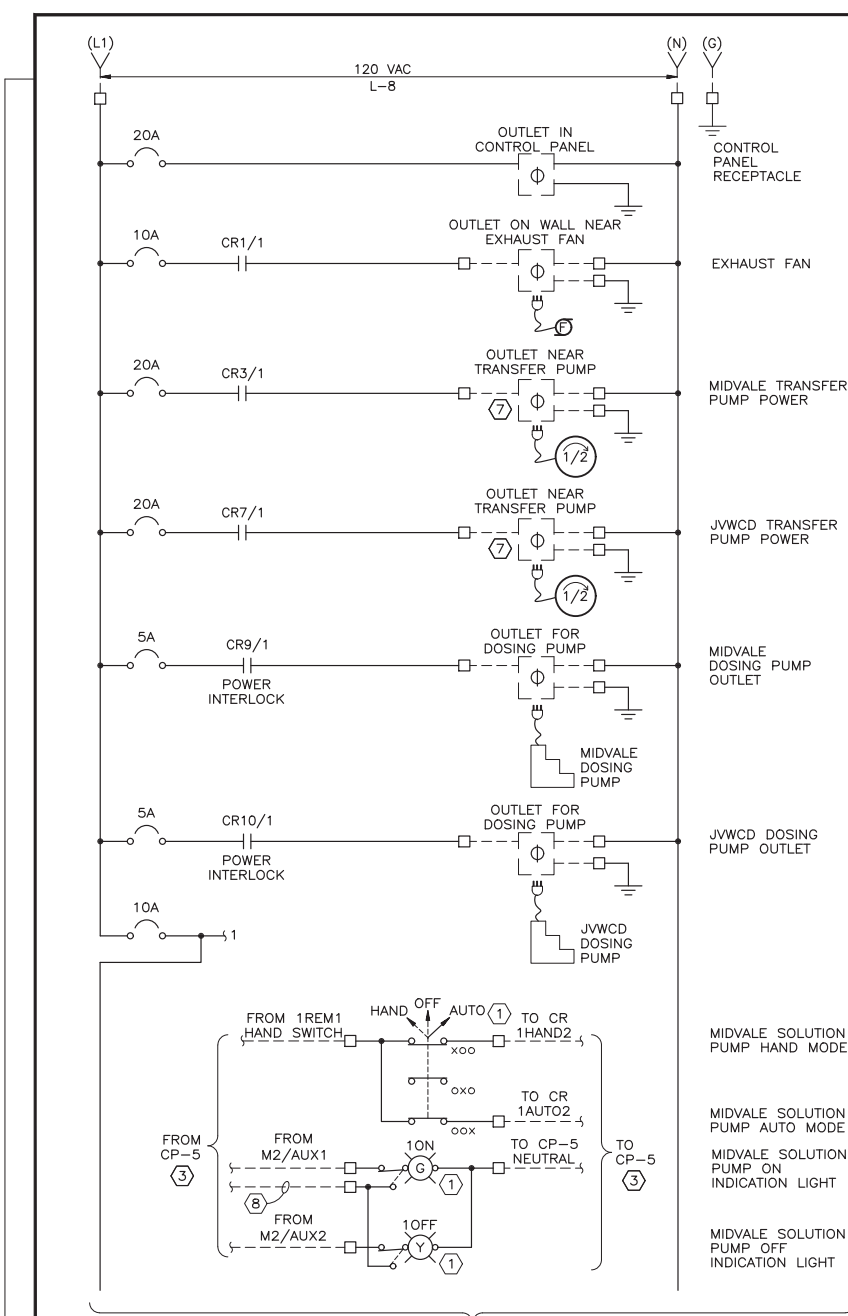 (L1)
(N)
(G)
120 VAC
L-8
20A
OUTLET IN
CONTROL PANEL
CONTROL
PANEL
RECEPTACLE
10A
CR1/1
OUTLET ON WALL NEAR
EXHAUST FAN
EXHAUST FAN
F
20A
CR3/1
OUTLET NEAR
TRANSFER PUMP
7
1/2
MIDVALE TRANSFER
PUMP POWER
20A
CR7/1
OUTLET NEAR
TRANSFER PUMP
7
1/2
JVWCD TRANSFER
PUMP POWER
5A
CR9/1
POWER
INTERLOCK
OUTLET FOR
DOSING PUMP
MIDVALE
DOSING PUMP
OUTLET
MIDVALE
DOSING
PUMP
5A
CR10/1
POWER
INTERLOCK
OUTLET FOR
DOSING PUMP
JVWCD DOSING
PUMP OUTLET
JVWCD
DOSING
PUMP
10A
1
FROM 1REM1
HAND SWITCH
HAND OFF AUTO 1
XOO
TO CR
1HAND2
MIDVALE SOLUTION
PUMP HAND MODE
OXO
TO CR
1AUTO2
OOX
MIDVALE SOLUTION
PUMP AUTO MODE
FROM
CP-5
3
FROM
M2/AUX1
8
1ON
G
1
TO CP-5
NEUTRAL
TO
CP-5
3
MIDVALE SOLUTION
PUMP ON
INDICATION LIGHT
FROM
M2/AUX2
1OFF
Y
1
MIDVALE SOLUTION
PUMP OFF
INDICATION LIGHT